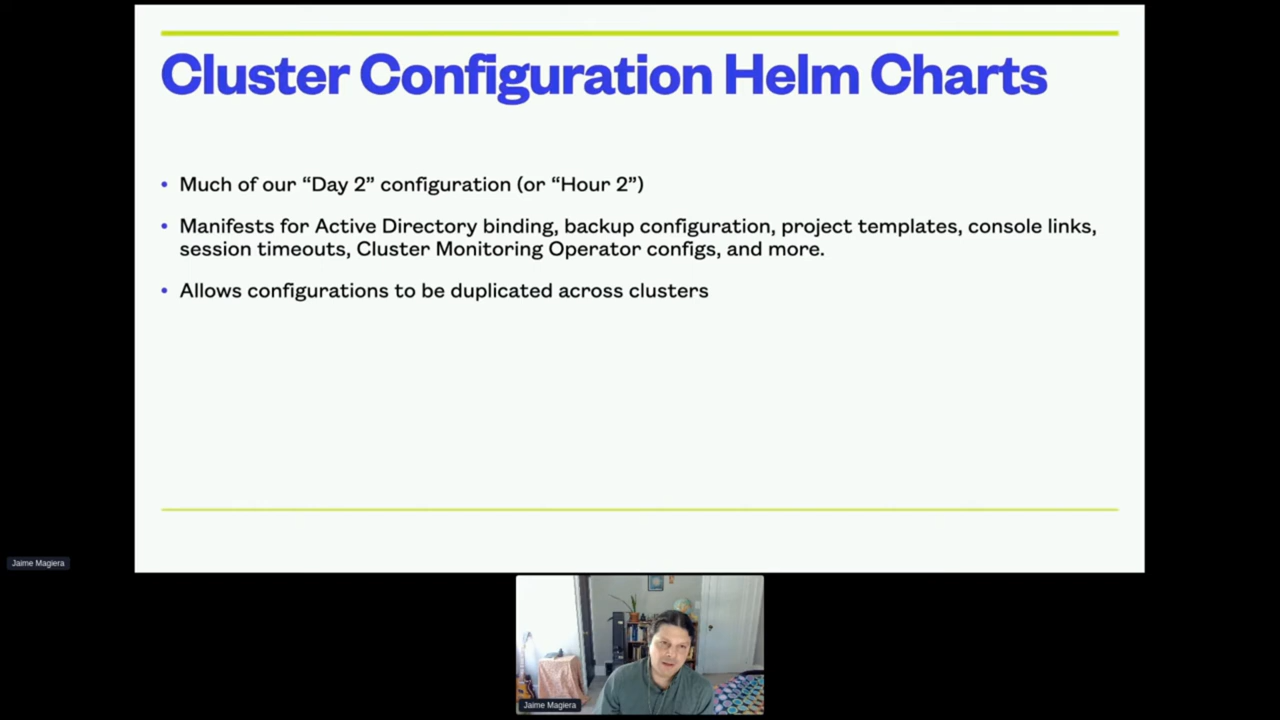 Cluster Configuration Helm Charts
• Much of our “Day 2” configuration (or “Hour 2”)
• Manifests for Active Directory binding, backup configuration, project templates, console links,
session timeouts, Cluster Monitoring Operator configs, and more.
• Allows configurations to be duplicated across clusters
Jaime Magiera
Jaime Magiera